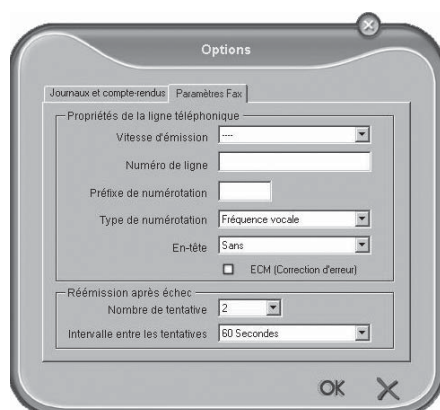 Options
Journaux et compte-rendus Paramètres Fax
Propriétés de la ligne téléphonique
Vitesse d'émission ----
Numéro de ligne
Préfixe de numérotation
Type de numérotation Fréquence vocale
En-tête Sans
ECM (Correction d'erreur)
Réémission après échec
Nombre de tentative 2
Intervalle entre les tentatives 60 Secondes
OK